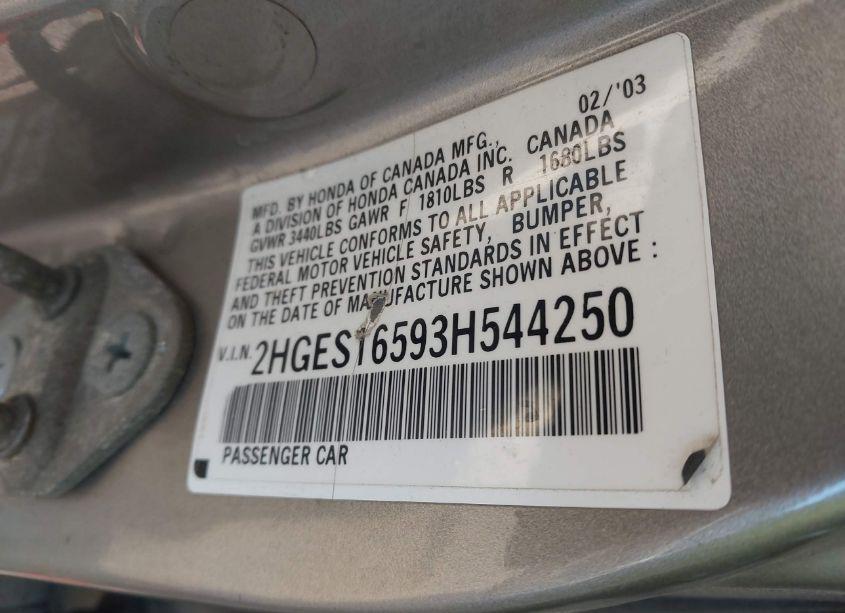 02/'03
MFD. BY HONDA OF CANADA MFG.,
A DIVISION OF HONDA CANADA INC. CANADA
GVWR 3440LBS GAWR F 1810LBS R 1680LBS
THIS VEHICLE CONFORMS TO ALL APPLICABLE
FEDERAL MOTOR VEHICLE SAFETY, BUMPER,
AND THEFT PREVENTION STANDARDS IN EFFECT
ON THE DATE OF MANUFACTURE SHOWN ABOVE :
V.I.N. 2HGES16593H544250
PASSENGER CAR